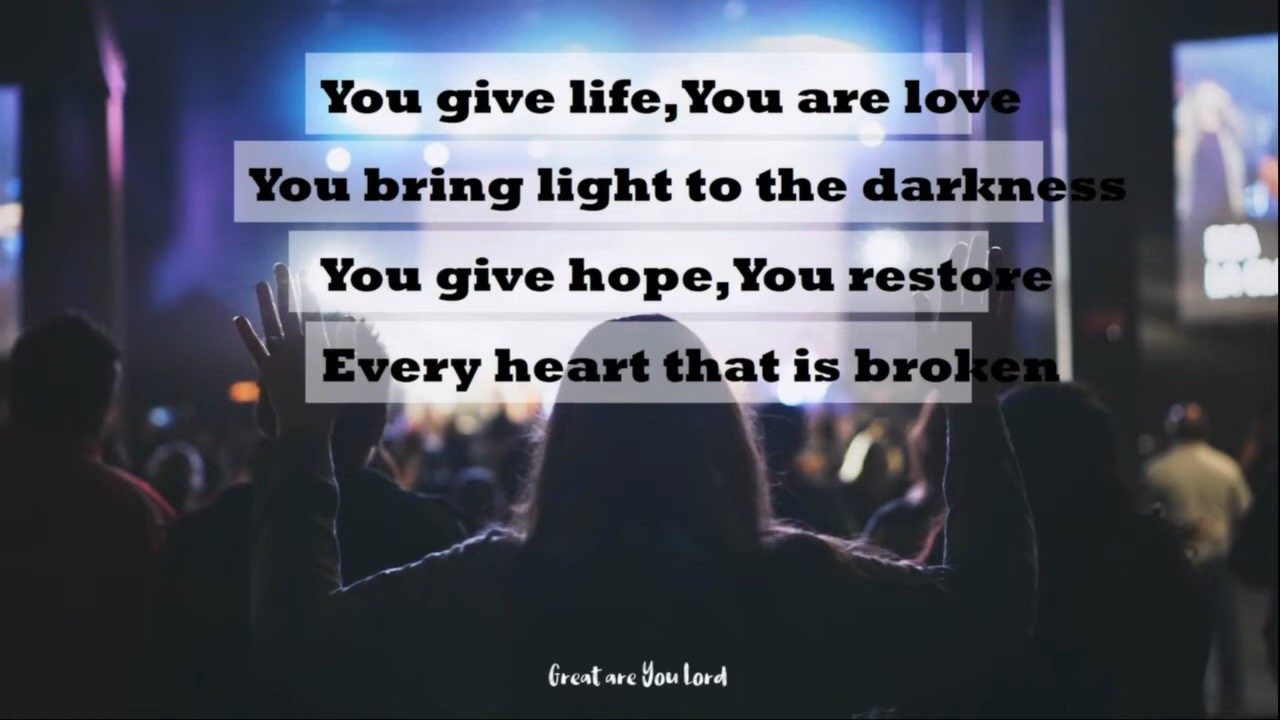 You give life,You are love
You bring light to the darkness
You give hope,You restore
Every heart that is broken
Great are You Lord